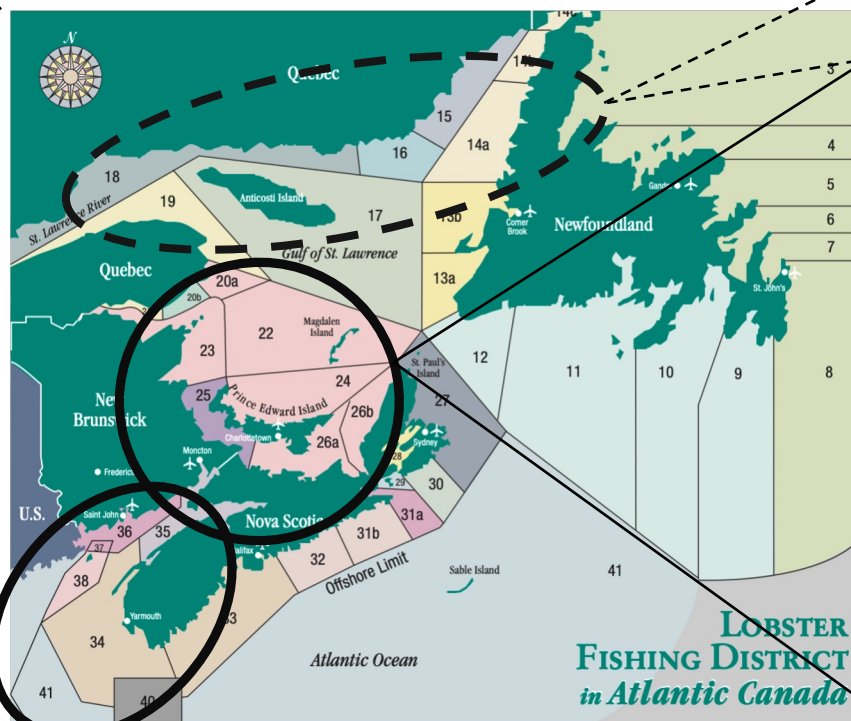 N
14c
14b
Quebec
3
15
14a
4
16
18
5
Gander
Anticosti Island
19
17
13b
Corner
Brook
Newfoundland
6
St. Lawrence River
7
Gulf of St. Lawrence
Quebec
St. John's
13a
20a
20b
Magdalen
Island
22
23
12
St. Paul's
Island
11
10
9
8
24
25
Prince Edward Island
27
New
Brunswick
26b
Charlottetown
26a
Sydney
Moncton
28
Fredericton
29
30
U.S.
Saint John
36
35
Nova Scotia
31a
31b
37
Halifax
32
38
Offshore Limit
Sable Island
41
Yarmouth
33
34
LOBSTER
FISHING DISTRICT
in Atlantic Canada
Atlantic Ocean
41
40